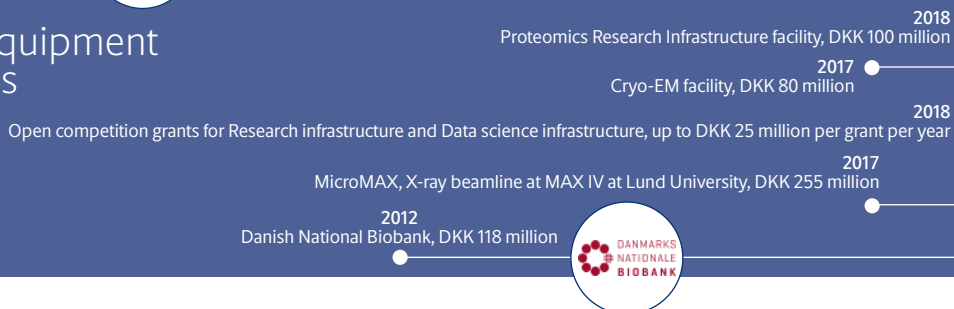 2018
Proteomics Research Infrastructure facility, DKK 100 million
2017
Cryo-EM facility, DKK 80 million
2018
Open competition grants for Research infrastructure and Data science infrastructure, up to DKK 25 million per grant per year
2017
MicroMAX, X-ray beamline at MAX IV at Lund University, DKK 255 million
2012
Danish National Biobank, DKK 118 million
DANMARKS
NATIONALE
BIOBANK